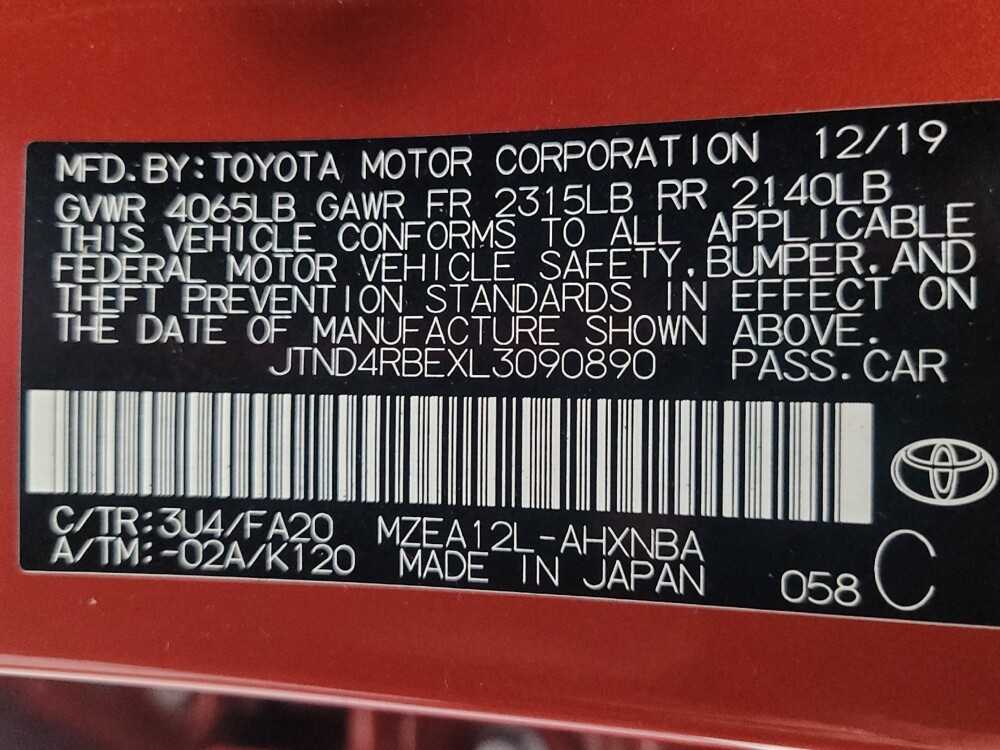 MFD.BY:TOYOTA MOTOR CORPORATION 12/19
GVWR 4065LB GAWR FR 2315LB RR 2140LB
THIS VEHICLE CONFORMS TO ALL APPLICABLE
FEDERAL MOTOR VEHICLE SAFETY,BUMPER,AND
THEFT PREVENTION STANDARDS IN EFFECT ON
THE DATE OF MANUFACTURE SHOWN ABOVE.
JTND4RBEXL3090890 PASS.CAR
C/TR:3U4/FA20 MZEA12L-AHXNBA
A/TM:-02A/K120 MADE IN JAPAN 058 C